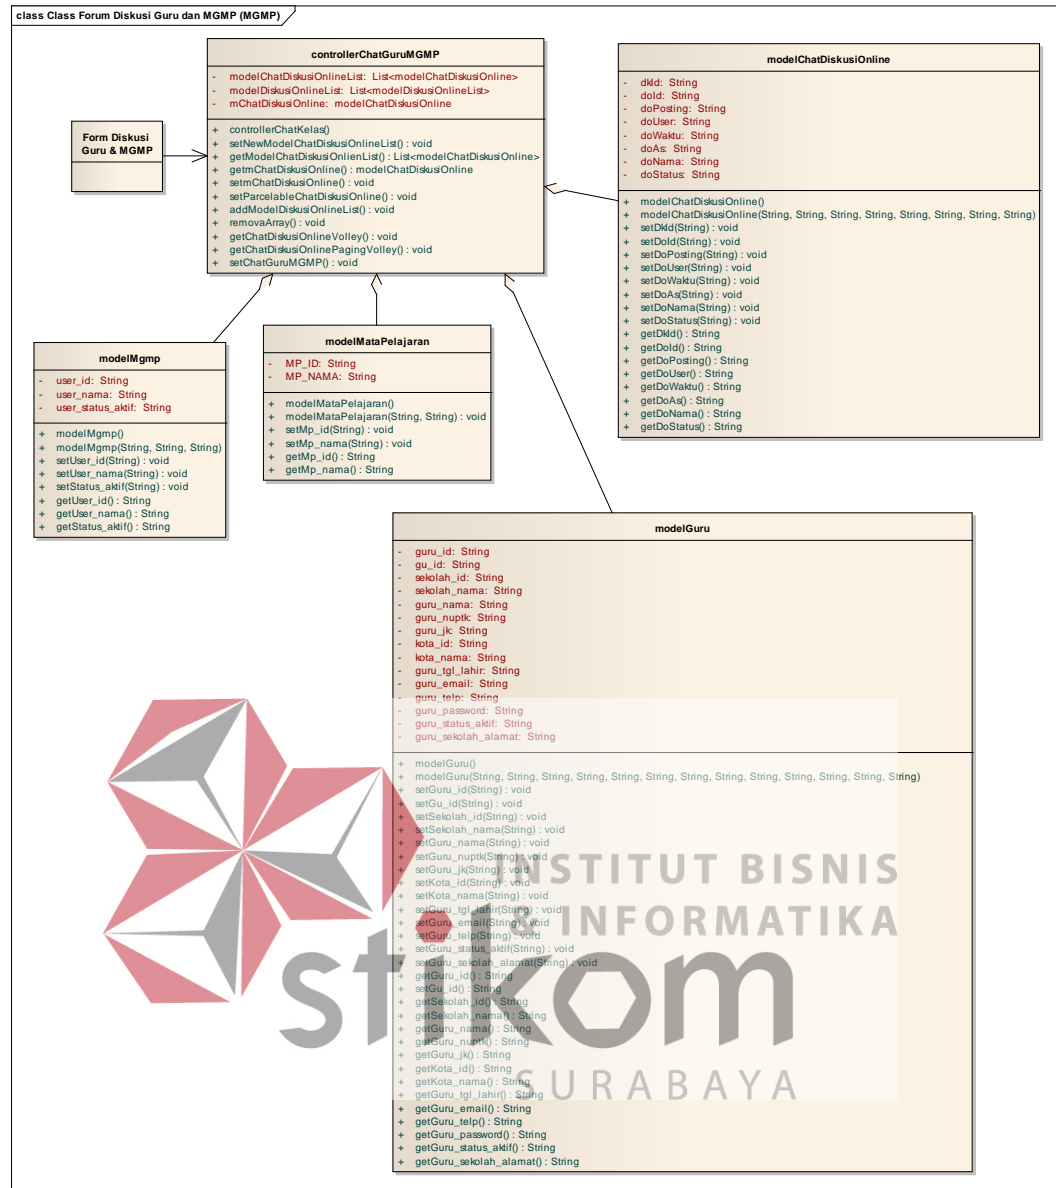 class Class Forum Diskusi Guru dan MGMP (MGMP)
Form Diskusi
Guru & MGMP
controllerChatGuruMGMP
- modelChatDiskusiOnlineList: List<modelChatDiskusiOnline>
- modelDiskusiOnlineList: List<modelDiskusiOnlineList>
- mChatDiskusiOnline: modelChatDiskusiOnline
+ controllerChatKelas()
+ setNewModelChatDiskusiOnlineList() : void
+ getModelChatDiskusiOnlienList() : List<modelChatDiskusiOnline>
+ getmChatDiskusiOnline() : modelChatDiskusiOnline
+ setmChatDiskusiOnline() : void
+ setParcelableChatDiskusiOnline() : void
+ addModelDiskusiOnlineList() : void
+ removaArray() : void
+ getChatDiskusiOnlineVolley() : void
+ getChatDiskusiOnlinePagingVolley() : void
+ setChatGuruMGMP() : void
modelChatDiskusiOnline
- dkId: String
- doId: String
- doPosting: String
- doUser: String
- doWaktu: String
- doAs: String
- doNama: String
- doStatus: String
+ modelChatDiskusiOnline()
+ modelChatDiskusiOnline(String, String, String, String, String, String, String, String)
+ setDkId(String) : void
+ setDoId(String) : void
+ setDoPosting(String) : void
+ setDoUser(String) : void
+ setDoWaktu(String) : void
+ setDoAs(String) : void
+ setDoNama(String) : void
+ setDoStatus(String) : void
+ getDkId() : String
+ getDoId() : String
+ getDoPosting() : String
+ getDoUser() : String
+ getDoWaktu() : String
+ getDoAs() : String
+ getDoNama() : String
+ getDoStatus() : String
modelMgmp
- user_id: String
- user_nama: String
- user_status_aktif: String
+ modelMgmp()
+ modelMgmp(String, String, String)
+ setUser_id(String) : void
+ setUser_nama(String) : void
+ setStatus_aktif(String) : void
+ getUser_id() : String
+ getUser_nama() : String
+ getStatus_aktif() : String
modelMataPelajaran
- MP_ID: String
- MP_NAMA: String
+ modelMataPelajaran()
+ modelMataPelajaran(String, String) : void
+ setMp_id(String) : void
+ setMp_nama(String) : void
+ getMp_id() : String
+ getMp_nama() : String
modelGuru
- guru_id: String
- gu_id: String
- sekolah_id: String
- sekolah_nama: String
- guru_nama: String
- guru_nuptk: String
- guru_jk: String
- kota_id: String
- kota_nama: String
- guru_tgl_lahir: String
- guru_email: String
- guru_telp: String
- guru_password: String
- guru_status_aktif: String
- guru_sekolah_alamat: String
+ modelGuru()
+ modelGuru(String, String, String, String, String, String, String, String, String, String, String, String, String, String, String)
+ setGuru_id(String) : void
+ setGu_id(String) : void
+ setSekolah_id(String) : void
+ setSekolah_nama(String) : void
+ setGuru_nama(String) : void
+ setGuru_nuptk(String) : void
+ setGuru_jk(String) : void
+ setKota_id(String) : void
+ setKota_nama(String) : void
+ setGuru_tgl_lahir(String) : void
+ setGuru_email(String) : void
+ setGuru_telp(String) : void
+ setGuru_status_aktif(String) : void
+ setGuru_sekolah_alamat(String) : void
+ getGuru_id() : String
+ setGu_id() : String
+ getSekolah_id() : String
+ getSekolah_nama() : String
+ getGuru_nama() : String
+ getGuru_nuptk() : String
+ getGuru_jk() : String
+ getKota_id() : String
+ getKota_nama() : String
+ getGuru_tgl_lahir() : String
+ getGuru_email() : String
+ getGuru_telp() : String
+ getGuru_password() : String
+ getGuru_status_aktif() : String
+ getGuru_sekolah_alamat() : String
INSTITUT BISNIS
& INFORMATIKA
stikom
SURABAYA